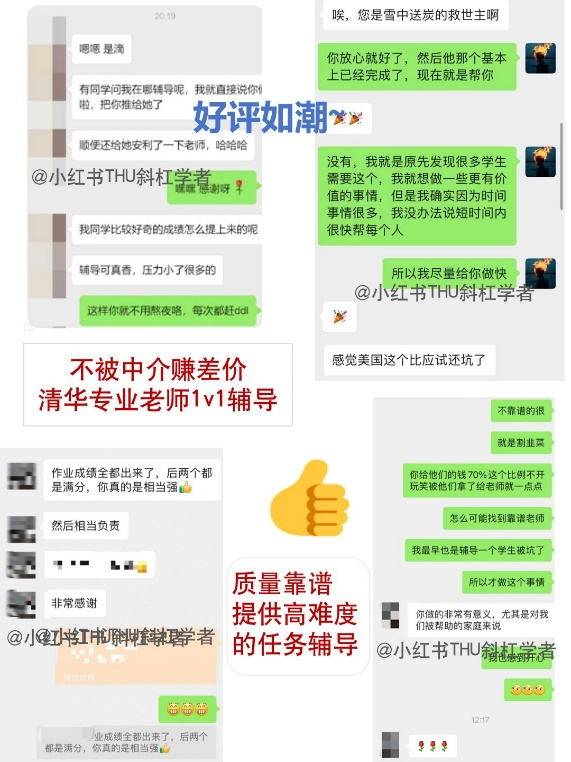 20:19
嗯嗯 是滴
有同学问我在哪辅导呢，我就直接说你
啦，把你推给她了
好评如潮~
顺便还给她安利了一下老师，哈哈哈
@小红书THU斜杠学者
嘿嘿 感谢呀🌹
我同学比较好奇的成绩怎么提上来的呢
辅导可真香，压力小了很多的
这样你就不用熬夜咯，每次都赶ddl
唉，您是雪中送炭的救世主啊
你放心就好了，然后他那个基本
上已经完成了，现在就是帮你
🎉🎉
没有，我就是原先发现很多学生
需要这个，我就想做一些更有价
值的事情，但是我确实因为时间
事情很多，我没办法说短时间内
很快帮每个人
所以我尽量给你做快
@小红书THU斜杠学者
🎉
感觉美国这个比应试还坑了
不被中介赚差价
清华专业老师1v1辅导
作业成绩全都出来了，后两个都
是满分，你真的是相当强👍
然后相当负责
非常感谢
@小红书THU斜杠学者
😁😁😁
业成绩全都出来了，后两个
都是满分，你真的是相当强👍
质量靠谱
提供高难度
的任务辅导
不靠谱的很
就是割韭菜
你给他们的钱70%这个比例不开
玩笑被他们拿了给老师就一点点
怎么可能找到靠谱老师
我最早也是辅导一个学生被坑了
所以才做这个事情
你做的非常有意义，尤其是对我
们被帮助的家庭来说
@小红书THU斜杠学者
我也感到开心
12:17
🌹🌹🌹